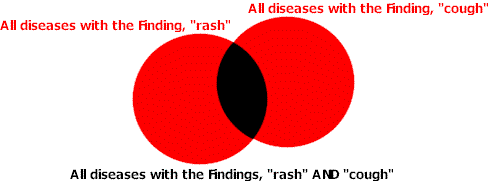 All diseases with the Finding, "cough"
All diseases with the Finding, "rash"
All diseases with the Findings, "rash" AND "cough"